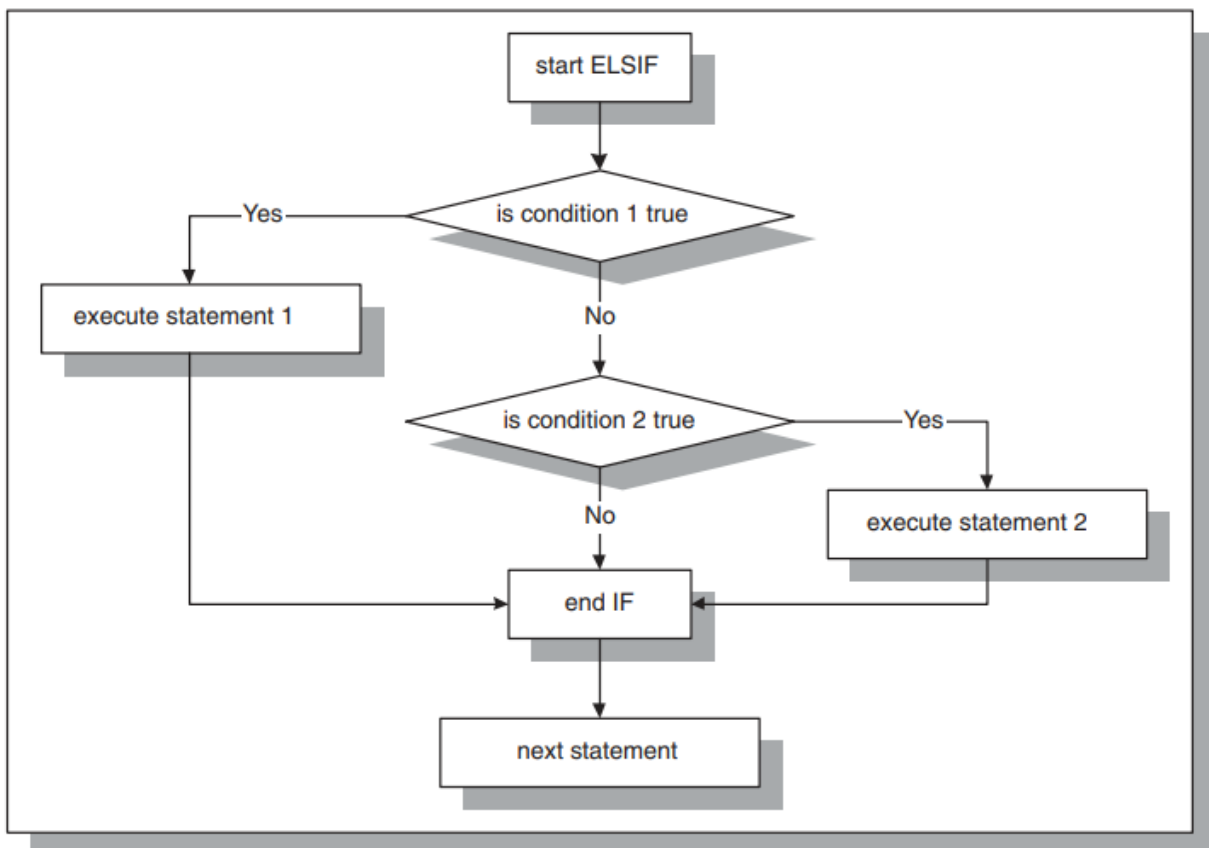 start ELSIF
is condition 1 true
Yes
execute statement 1
No
is condition 2 true
Yes
execute statement 2
No
end IF
next statement